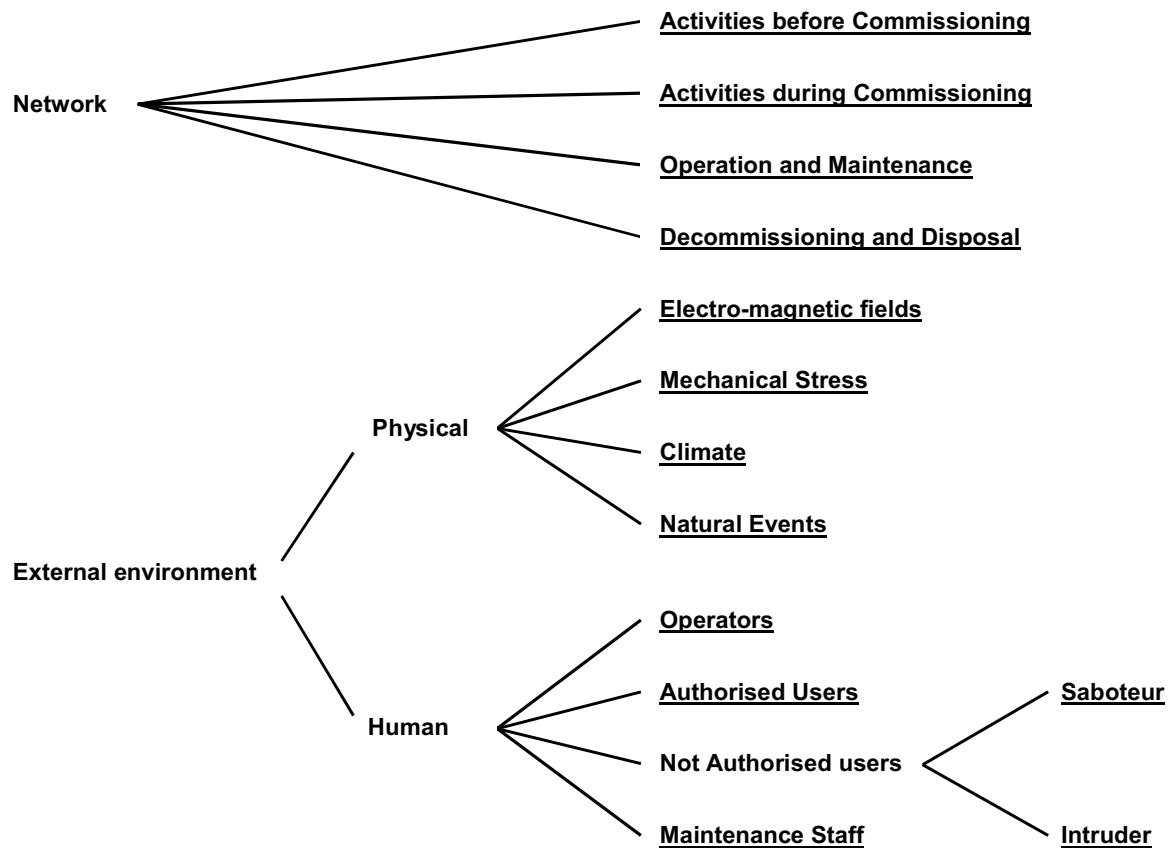 Activities before Commissioning
Network
Activities during Commissioning
Operation and Maintenance
Decommissioning and Disposal
Electro-magnetic fields
Mechanical Stress
Physical
Climate
Natural Events
External environment
Operators
Authorised Users
Saboteur
Human
Not Authorised users
Maintenance Staff
Intruder